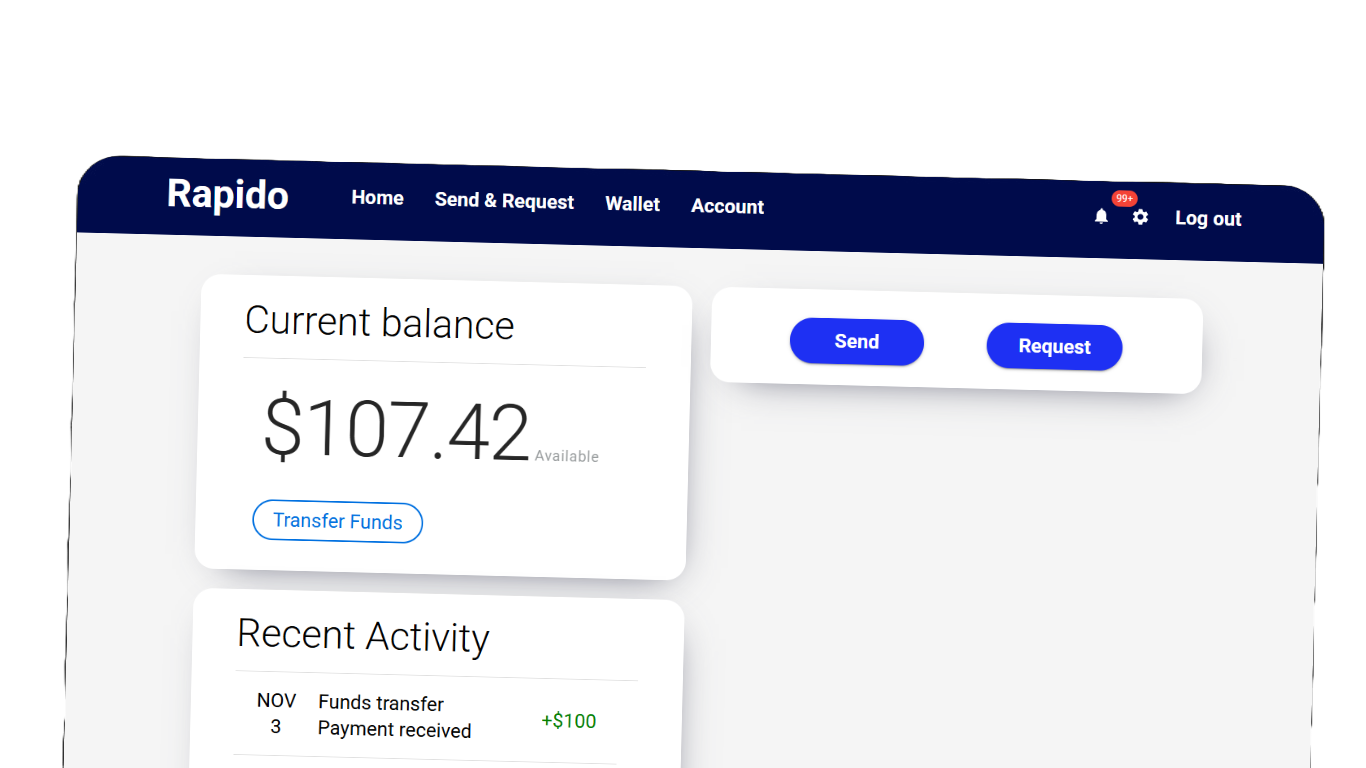 Rapido
Home Send & Request Wallet Account
99+
Log out
Current balance
$107.42 Available
Transfer Funds
Send
Request
Recent Activity
NOV 3
Funds transfer
Payment received
+$100